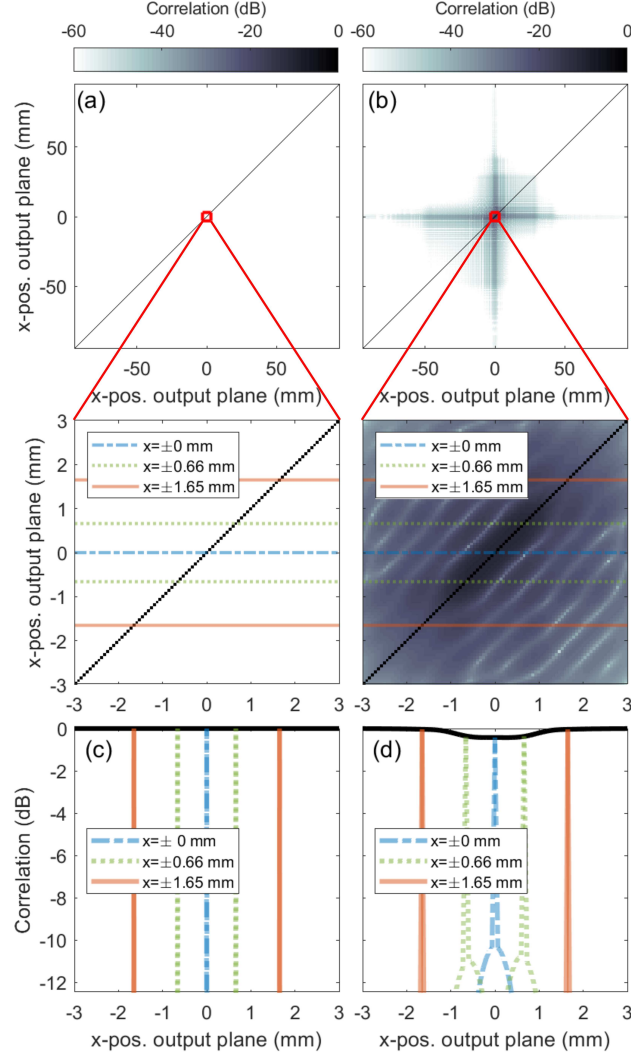 Correlation (dB)
Correlation (dB)
-60 -40 -20 0
-60 -40 -20 0
(a)
(b)
x-pos. output plane (mm)
50
0
-50
-50 0 50
-50 0 50
x-pos. output plane (mm)
x-pos. output plane (mm)
x-pos. output plane (mm)
3
2
1
0
-1
-2
-3
x=±0 mm
x=±0.66 mm
x=±1.65 mm
x=±0 mm
x=±0.66 mm
x=±1.65 mm
-3 -2 -1 0 1 2 3
-3 -2 -1 0 1 2 3
(c)
(d)
Correlation (dB)
0
-2
-4
-6
-8
-10
-12
x=± 0 mm
x=±0.66 mm
x=±1.65 mm
x=± 0 mm
x=±0.66 mm
x=±1.65 mm
-3 -2 -1 0 1 2 3
-3 -2 -1 0 1 2 3
x-pos. output plane (mm)
x-pos. output plane (mm)